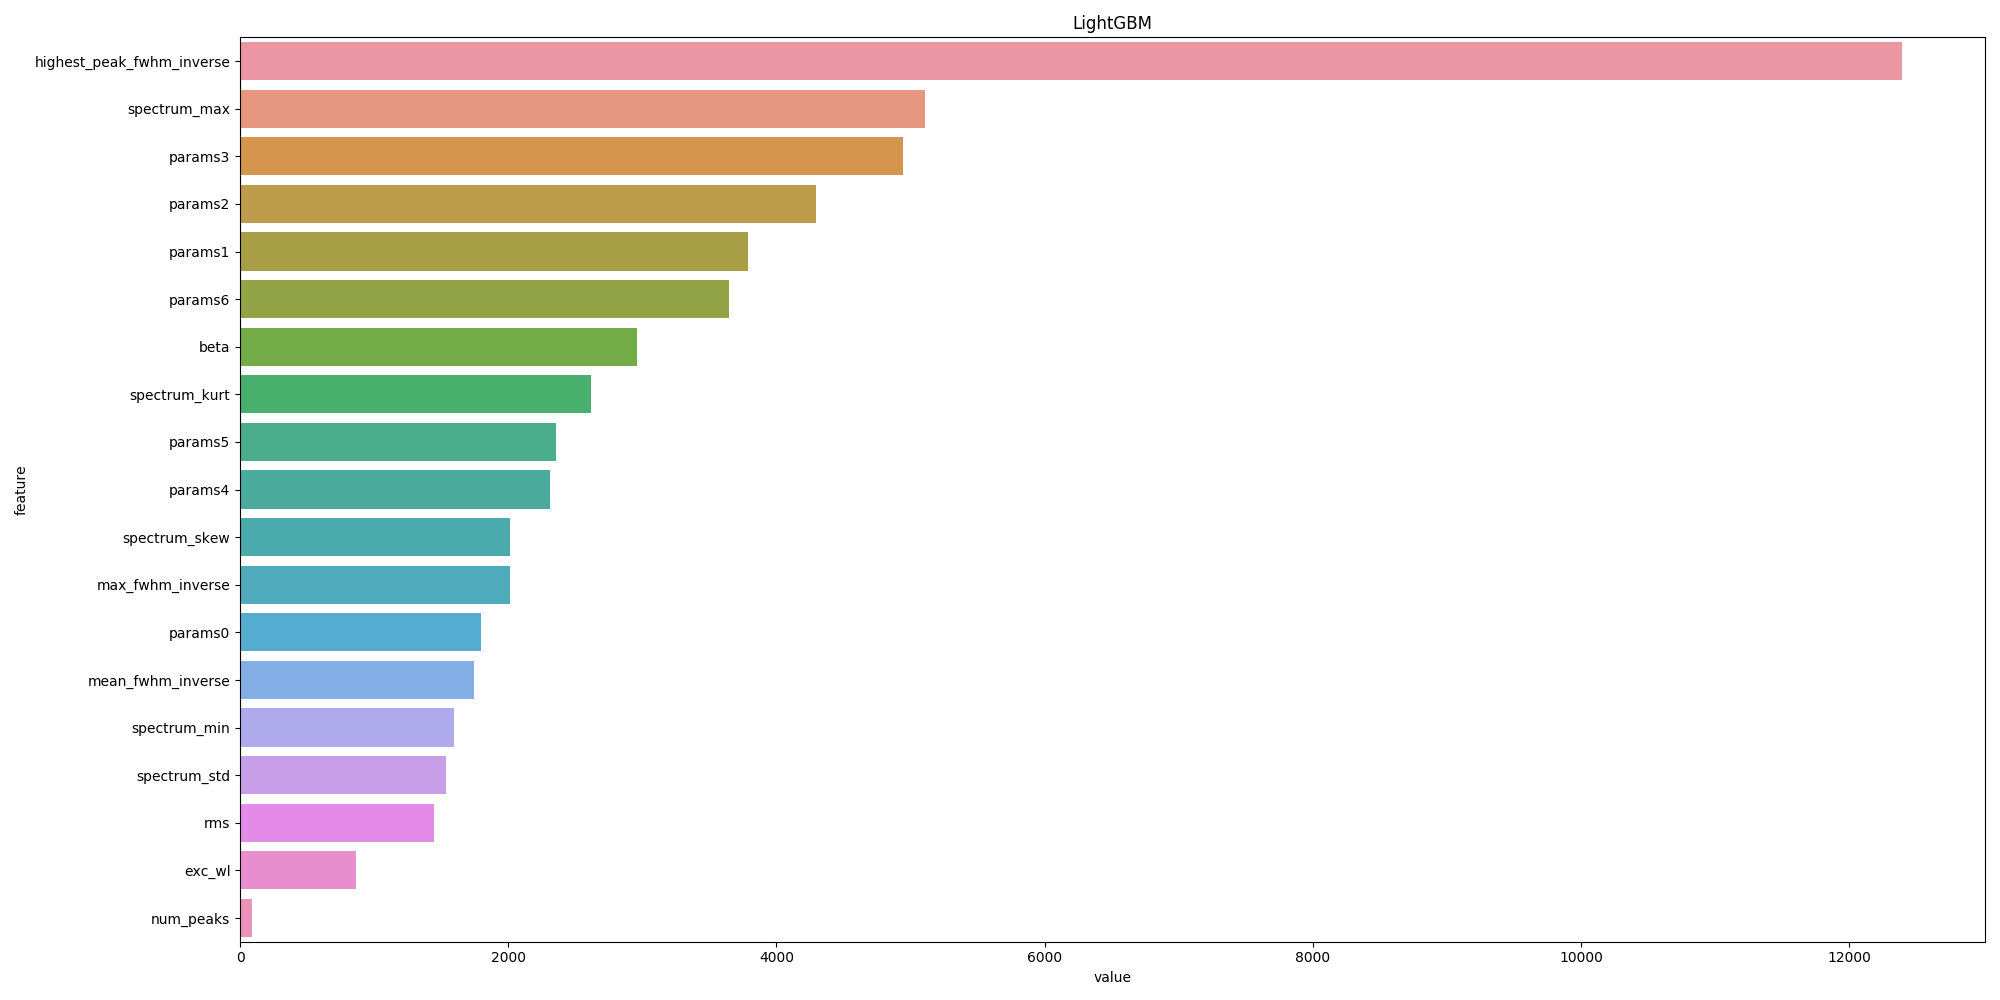 LightGBM
highest_peak_fwhm_inverse
spectrum_max
params3
params2
params1
params6
beta
spectrum_kurt
params5
params4
spectrum_skew
max_fwhm_inverse
params0
mean_fwhm_inverse
spectrum_min
spectrum_std
rms
exc_wl
num_peaks
feature
0 2000 4000 6000 8000 10000 12000
value